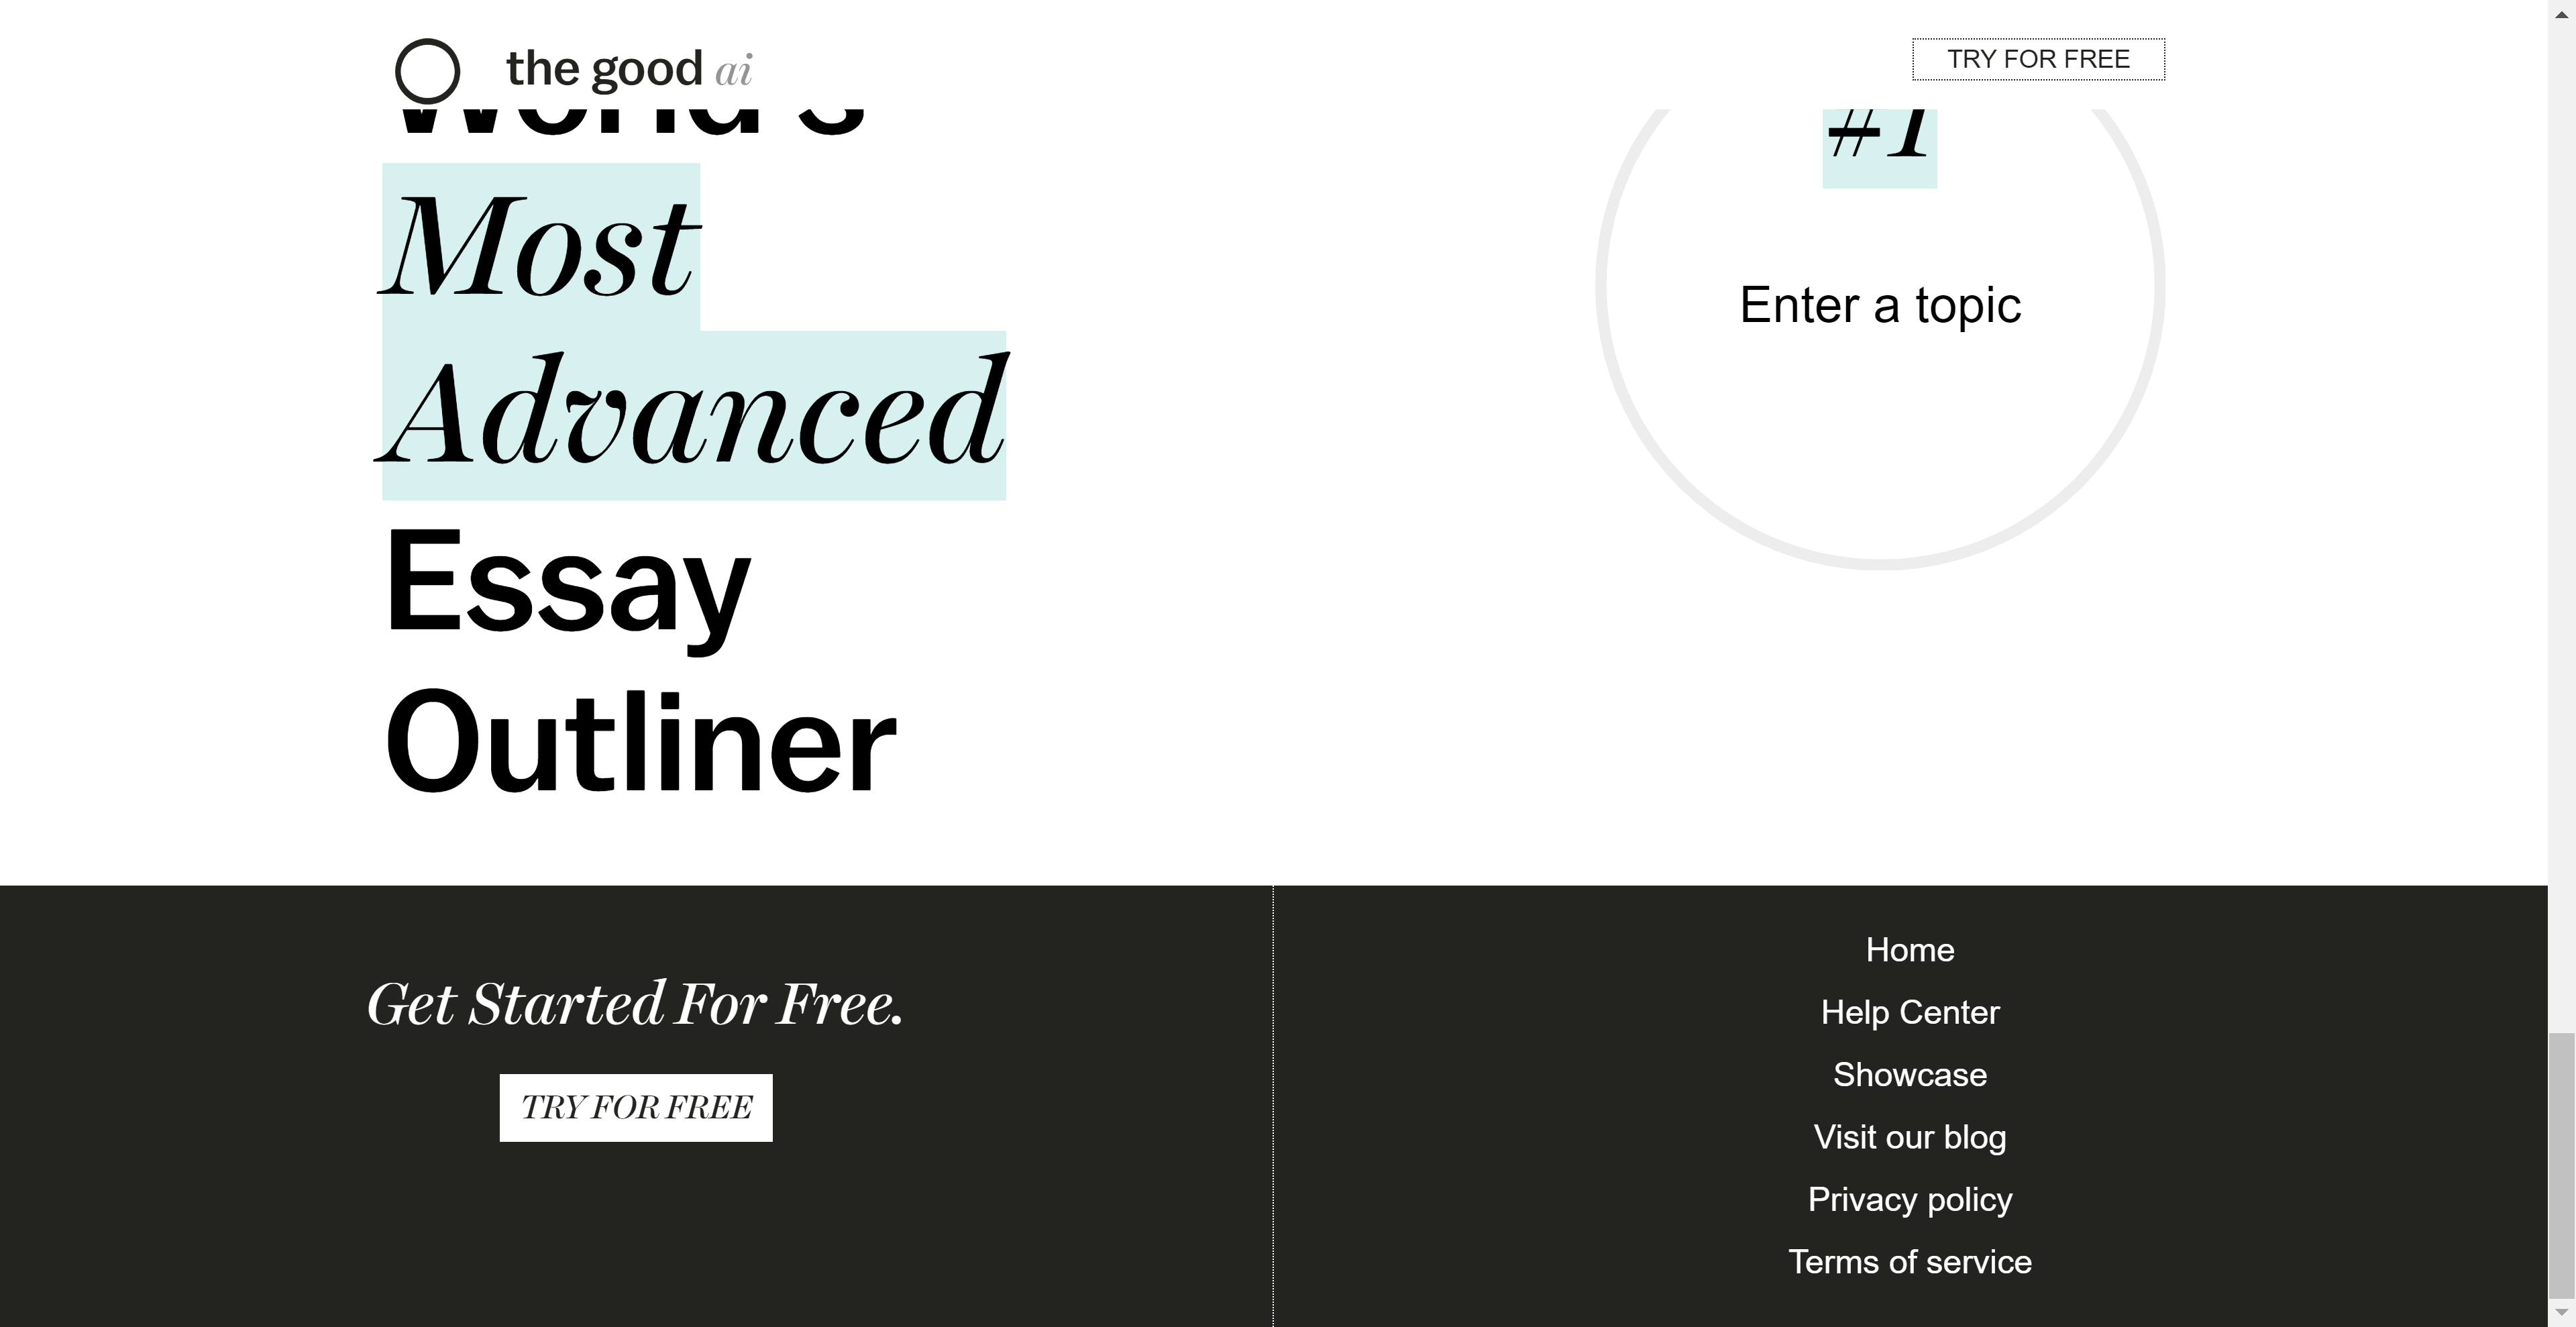 the good ai
TRY FOR FREE
World's
Most
Advanced
Essay
Outliner
#1
Enter a topic
Get Started For Free.
TRY FOR FREE
Home
Help Center
Showcase
Visit our blog
Privacy policy
Terms of service